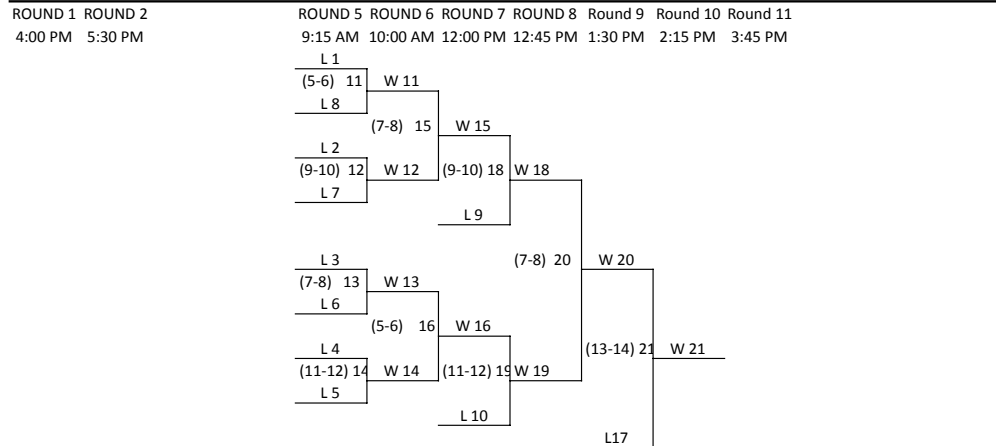 ROUND 1 ROUND 2 ROUND 5 ROUND 6 ROUND 7 ROUND 8 Round 9 Round 10 Round 11
4:00 PM 5:30 PM 9:15 AM 10:00 AM 12:00 PM 12:45 PM 1:30 PM 2:15 PM 3:45 PM
L 1
(5-6) 11 W 11
L 8
(7-8) 15 W 15
L 2
(9-10) 12 W 12 (9-10) 18 W 18
L 7
L 9
L 3 (7-8) 20 W 20
(7-8) 13 W 13
L 6
(5-6) 16 W 16
L 4 (13-14) 21 W 21
(11-12) 14 W 14 (11-12) 19 W 19
L 5
L 10
L17